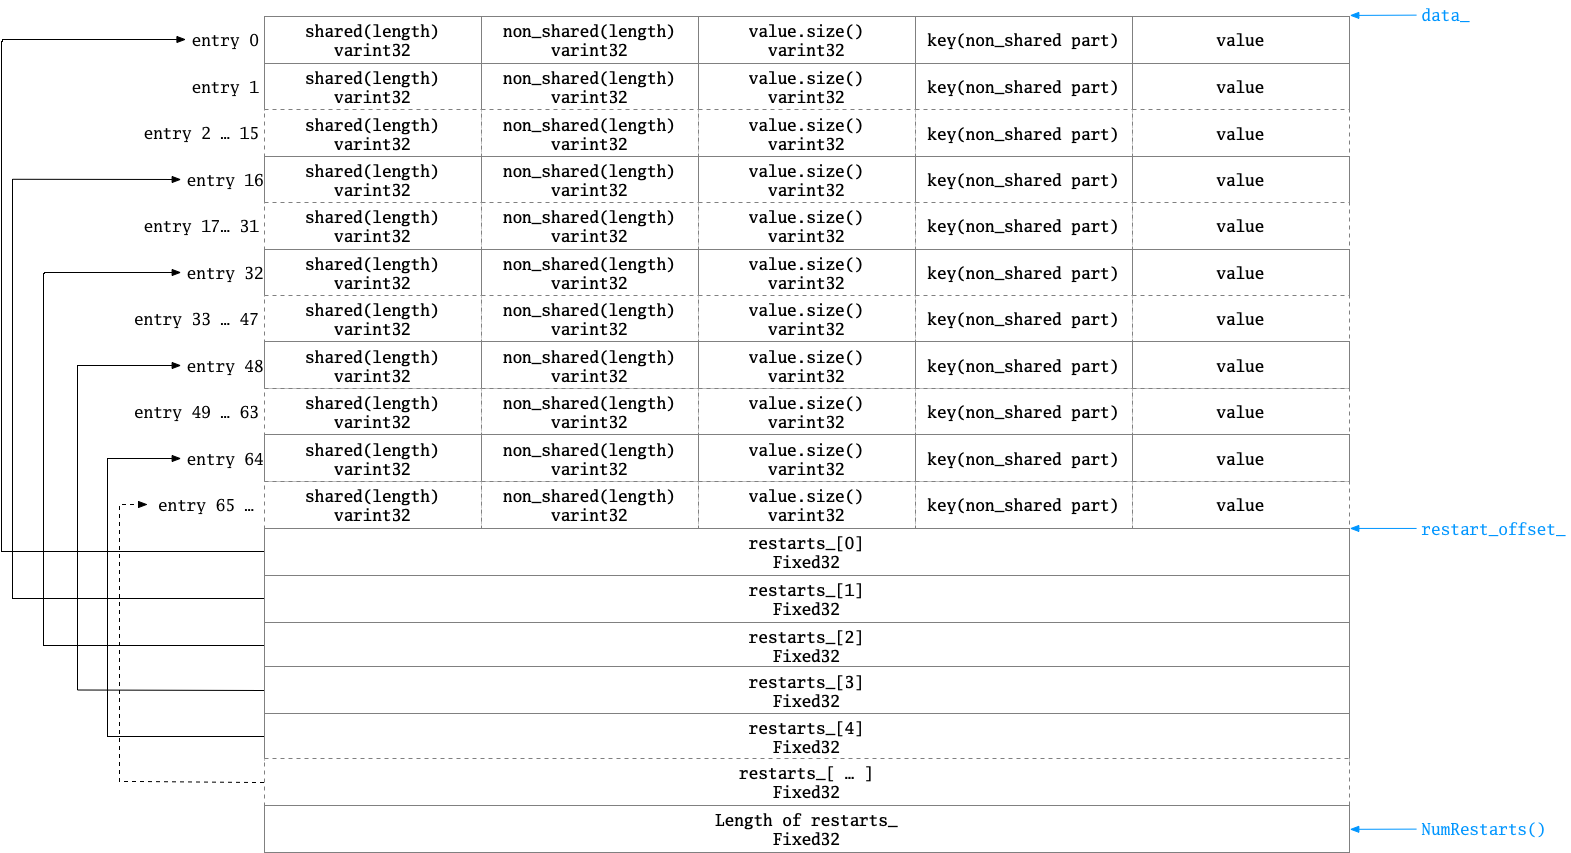 data_
entry 0
shared(length)
varint32
non_shared(length)
varint32
value.size()
varint32
key(non_shared part)
value
entry 1
shared(length)
varint32
non_shared(length)
varint32
value.size()
varint32
key(non_shared part)
value
entry 2 … 15
shared(length)
varint32
non_shared(length)
varint32
value.size()
varint32
key(non_shared part)
value
entry 16
shared(length)
varint32
non_shared(length)
varint32
value.size()
varint32
key(non_shared part)
value
entry 17… 31
shared(length)
varint32
non_shared(length)
varint32
value.size()
varint32
key(non_shared part)
value
entry 32
shared(length)
varint32
non_shared(length)
varint32
value.size()
varint32
key(non_shared part)
value
entry 33 … 47
shared(length)
varint32
non_shared(length)
varint32
value.size()
varint32
key(non_shared part)
value
entry 48
shared(length)
varint32
non_shared(length)
varint32
value.size()
varint32
key(non_shared part)
value
entry 49 … 63
shared(length)
varint32
non_shared(length)
varint32
value.size()
varint32
key(non_shared part)
value
entry 64
shared(length)
varint32
non_shared(length)
varint32
value.size()
varint32
key(non_shared part)
value
entry 65 …
shared(length)
varint32
non_shared(length)
varint32
value.size()
varint32
key(non_shared part)
value
restart_offset_
restarts_[0]
Fixed32
restarts_[1]
Fixed32
restarts_[2]
Fixed32
restarts_[3]
Fixed32
restarts_[4]
Fixed32
restarts_[ … ]
Fixed32
Length of restarts_
Fixed32
NumRestarts()